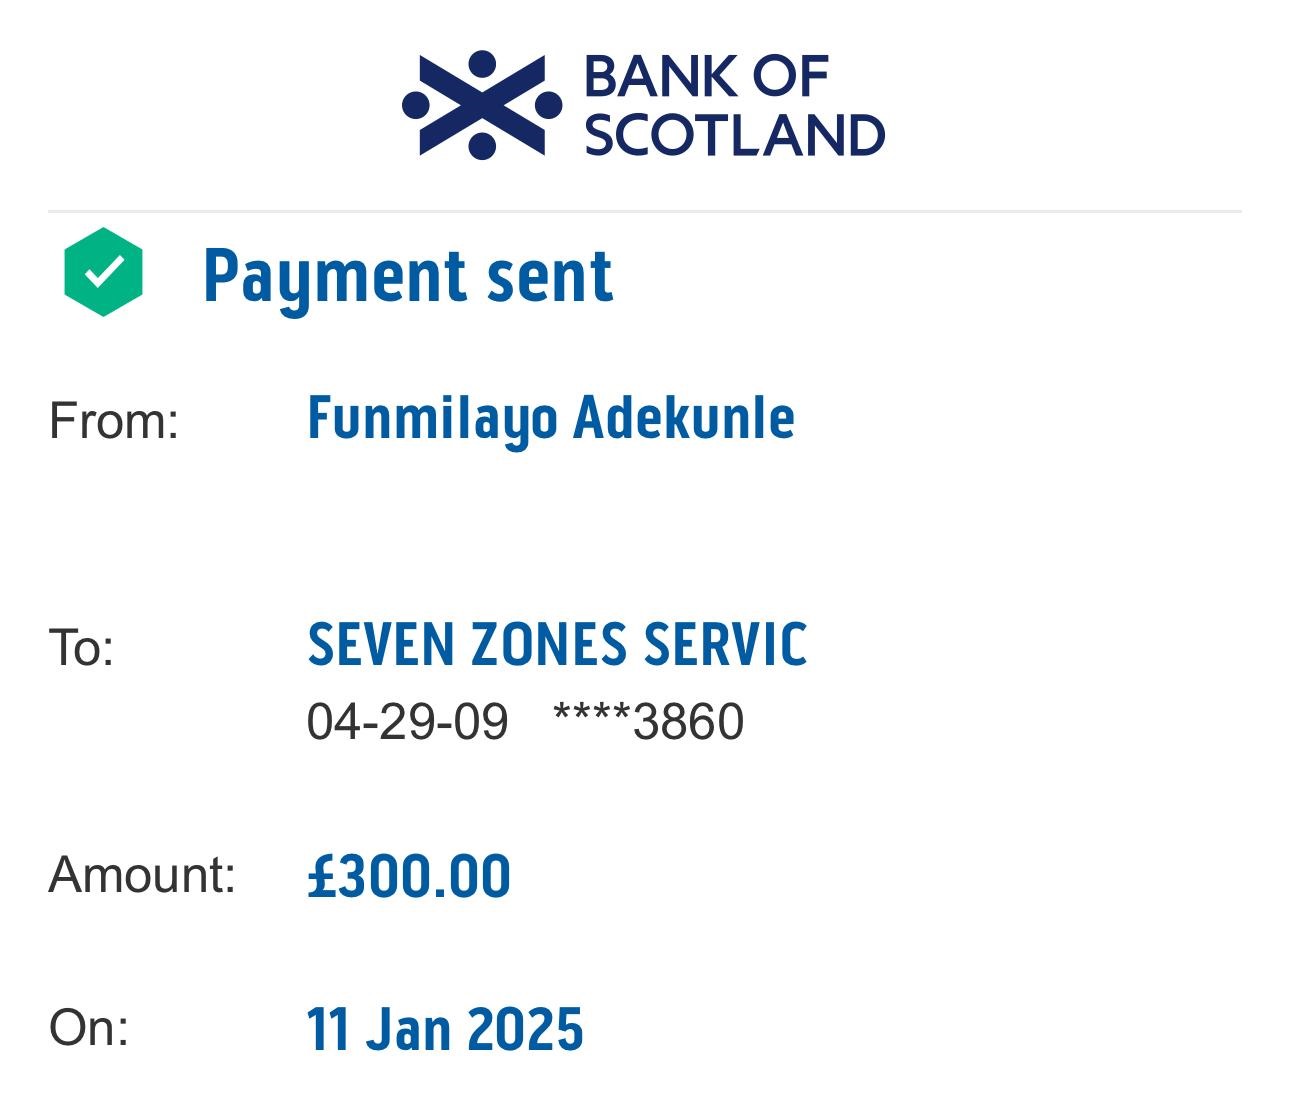 BANK OF
SCOTLAND
Payment sent
From: Funmilayo Adekunle
To: SEVEN ZONES SERVIC
04-29-09 ****3860
Amount: £300.00
On: 11 Jan 2025